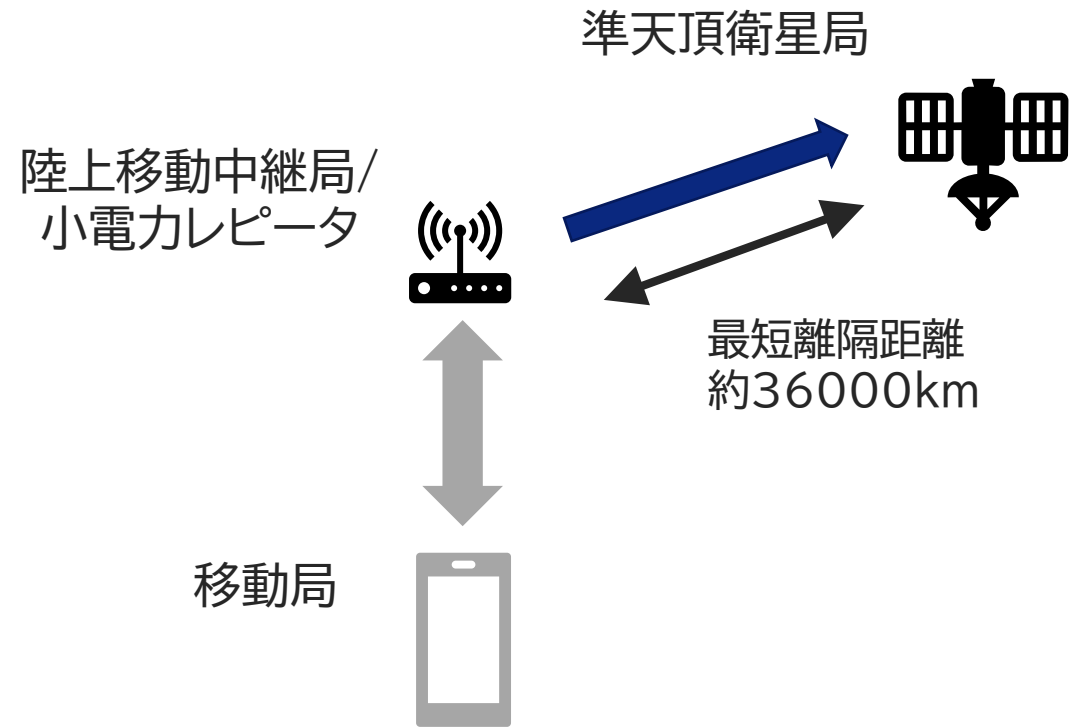 準天頂衛星局
陸上移動中継局/
小電力レピータ
最短離隔距離
約36000km
移動局